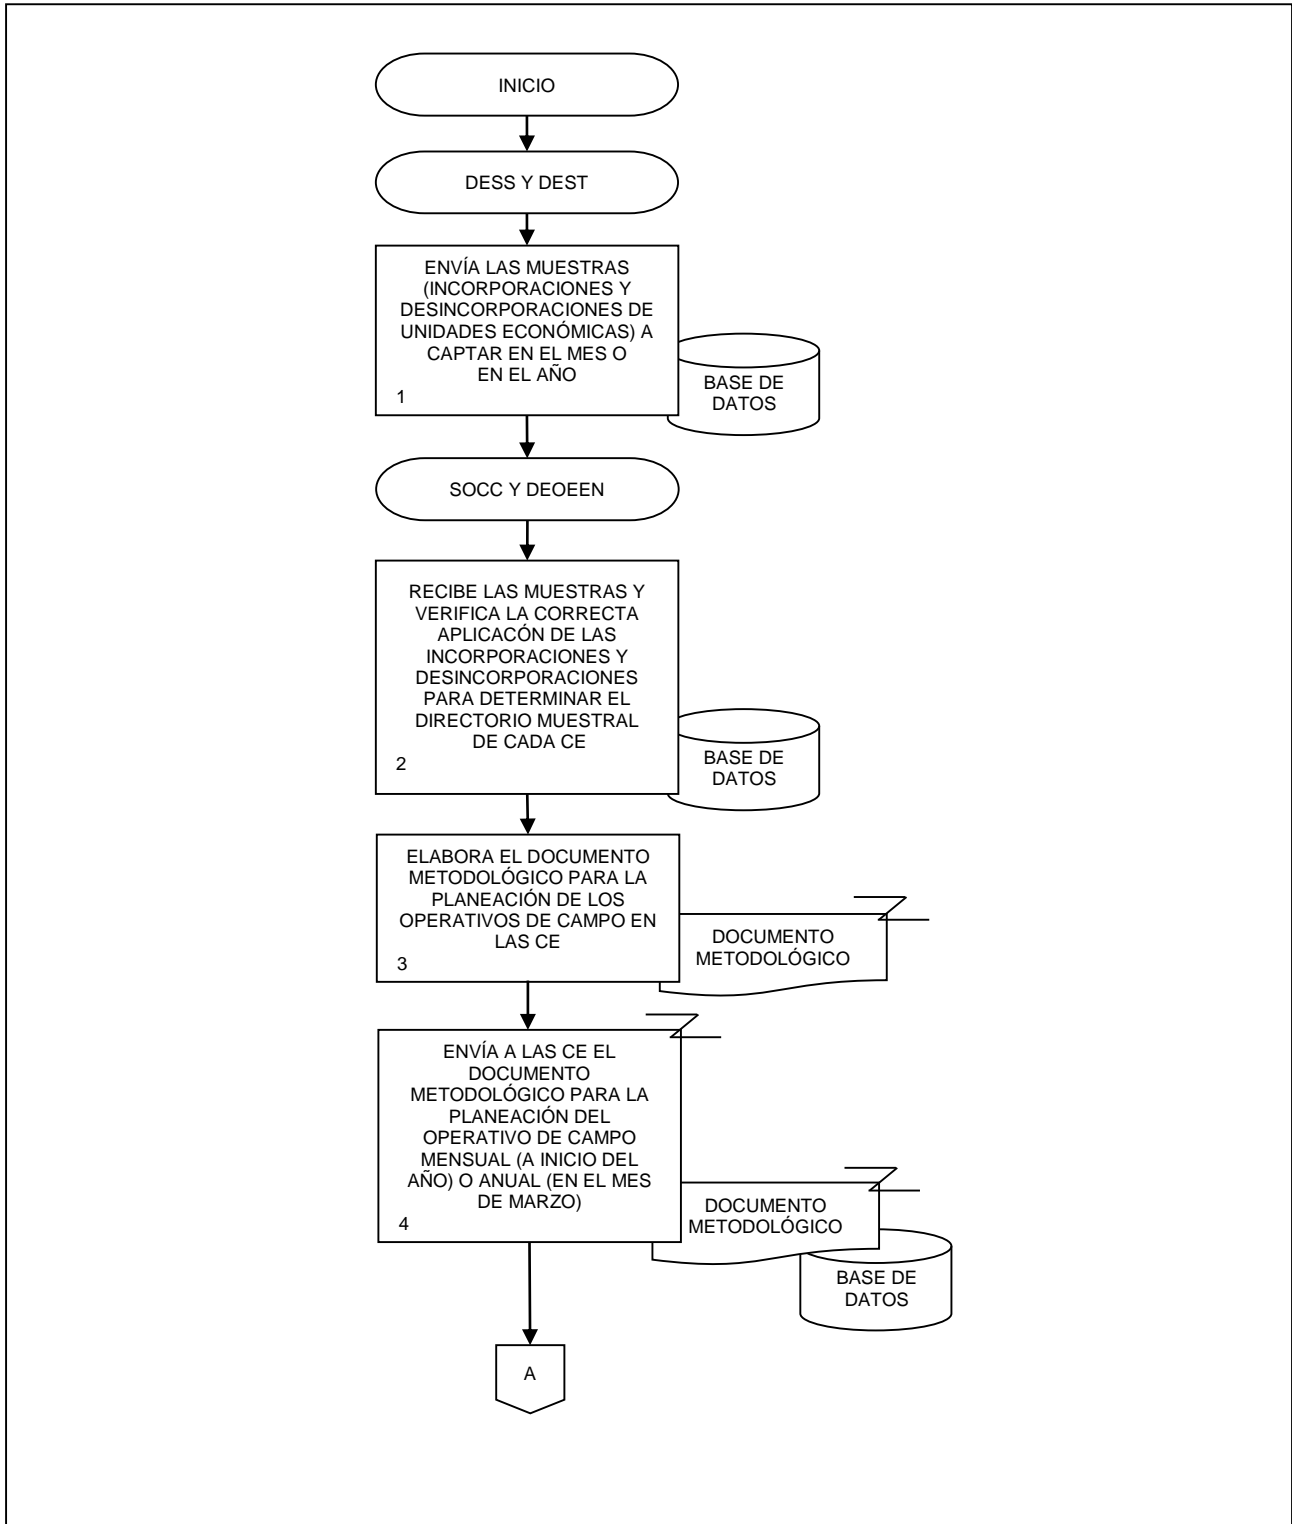 INICIO
DESS Y DEST
ENVÍA LAS MUESTRAS
(INCORPORACIONES Y
DESINCORPORACIONES DE
UNIDADES ECONÓMICAS) A
CAPTAR EN EL MES O
EN EL AÑO
1
BASE DE
DATOS
SOCC Y DEOEEN
RECIBE LAS MUESTRAS Y
VERIFICA LA CORRECTA
APLICACÓN DE LAS
INCORPORACIONES Y
DESINCORPORACIONES
PARA DETERMINAR EL
DIRECTORIO MUESTRAL
DE CADA CE
2
BASE DE
DATOS
ELABORA EL DOCUMENTO
METODOLÓGICO PARA LA
PLANEACIÓN DE LOS
OPERATIVOS DE CAMPO EN
LAS CE
3
DOCUMENTO
METODOLÓGICO
ENVÍA A LAS CE EL
DOCUMENTO
METODOLÓGICO PARA LA
PLANEACIÓN DEL
OPERATIVO DE CAMPO
MENSUAL (A INICIO DEL
AÑO) O ANUAL (EN EL MES
DE MARZO)
4
DOCUMENTO
METODOLÓGICO
BASE DE
DATOS
A